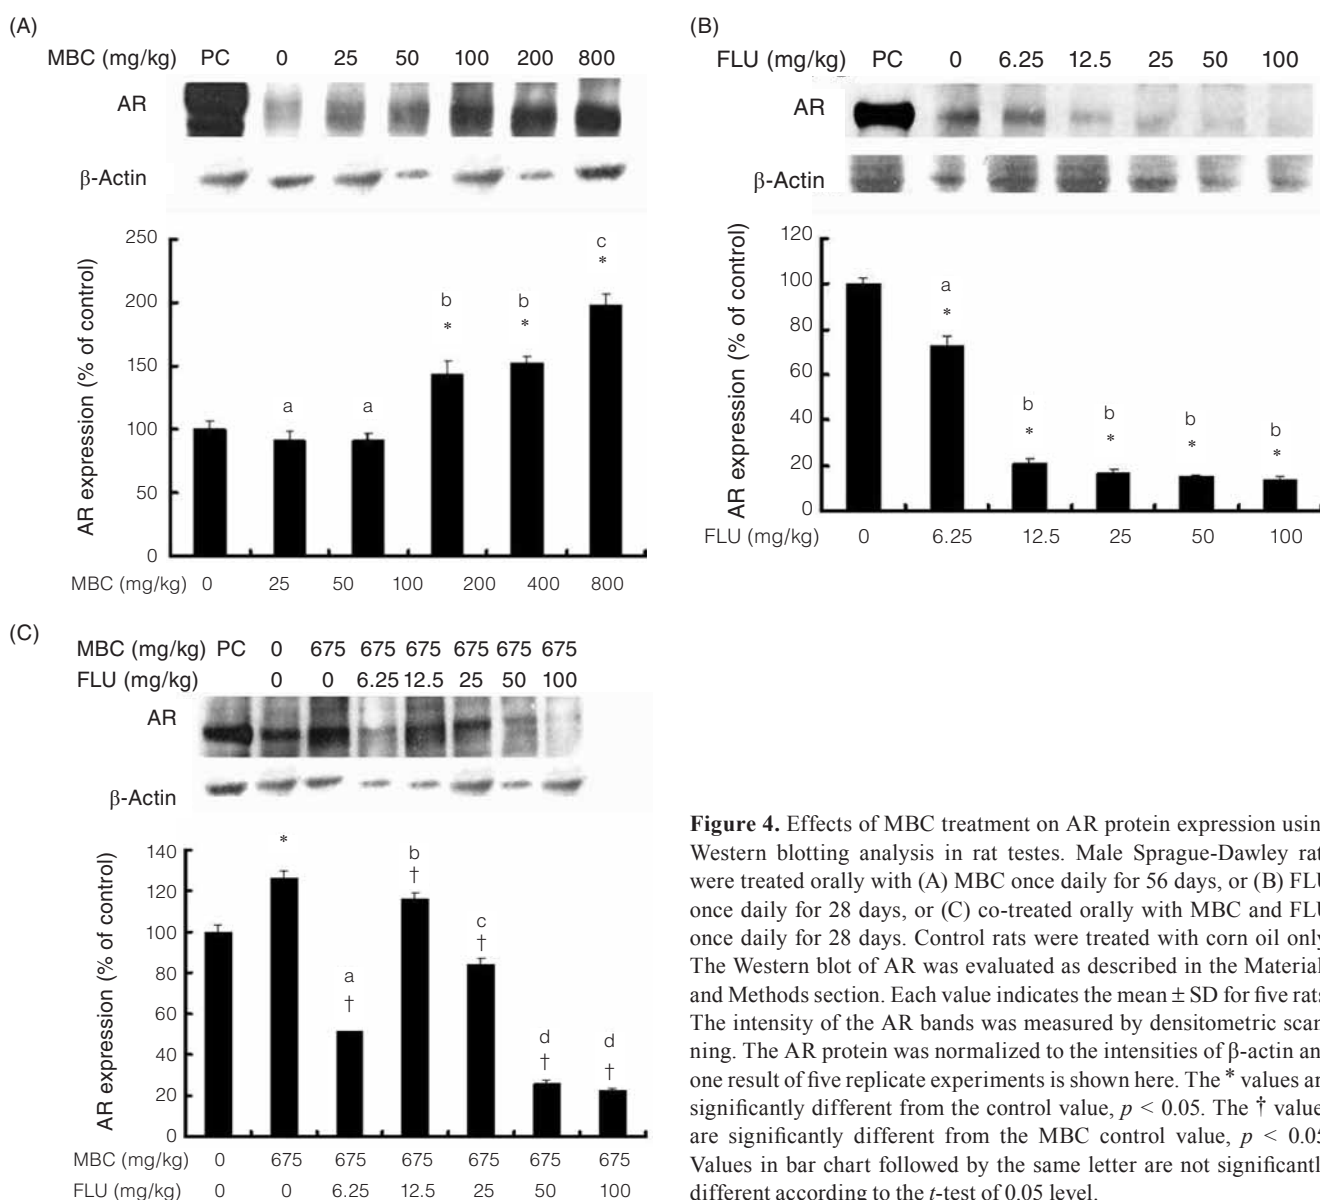 (A)
MBC (mg/kg) PC 0 25 50 100 200 800
AR
β-Actin
250
200
150
100
50
0
AR expression (% of control)
a
a
b
*
b
*
c
*
MBC (mg/kg) 0 25 50 100 200 400 800
(B)
FLU (mg/kg) PC 0 6.25 12.5 25 50 100
AR
β-Actin
120
100
80
60
40
20
0
AR expression (% of control)
a
*
b
*
b
*
b
*
b
*
FLU (mg/kg) 0 6.25 12.5 25 50 100
(C)
MBC (mg/kg) PC 0 675 675 675 675 675 675
FLU (mg/kg) 0 0 6.25 12.5 25 50 100
AR
β-Actin
140
120
100
80
60
40
20
0
AR expression (% of control)
*
a
†
b
†
c
†
d
†
d
†
MBC (mg/kg) 0 675 675 675 675 675 675
FLU (mg/kg) 0 0 6.25 12.5 25 50 100
Figure 4. Effects of MBC treatment on AR protein expression usin
Western blotting analysis in rat testes. Male Sprague-Dawley rat
were treated orally with (A) MBC once daily for 56 days, or (B) FLU
once daily for 28 days, or (C) co-treated orally with MBC and FLU
once daily for 28 days. Control rats were treated with corn oil only
The Western blot of AR was evaluated as described in the Material
and Methods section. Each value indicates the mean ± SD for five rats
The intensity of the AR bands was measured by densitometric scan
ning. The AR protein was normalized to the intensities of β-actin an
one result of five replicate experiments is shown here. The * values ar
significantly different from the control value, p < 0.05. The † value
are significantly different from the MBC control value, p < 0.05
Values in bar chart followed by the same letter are not significantl
different according to the t-test of 0.05 level.